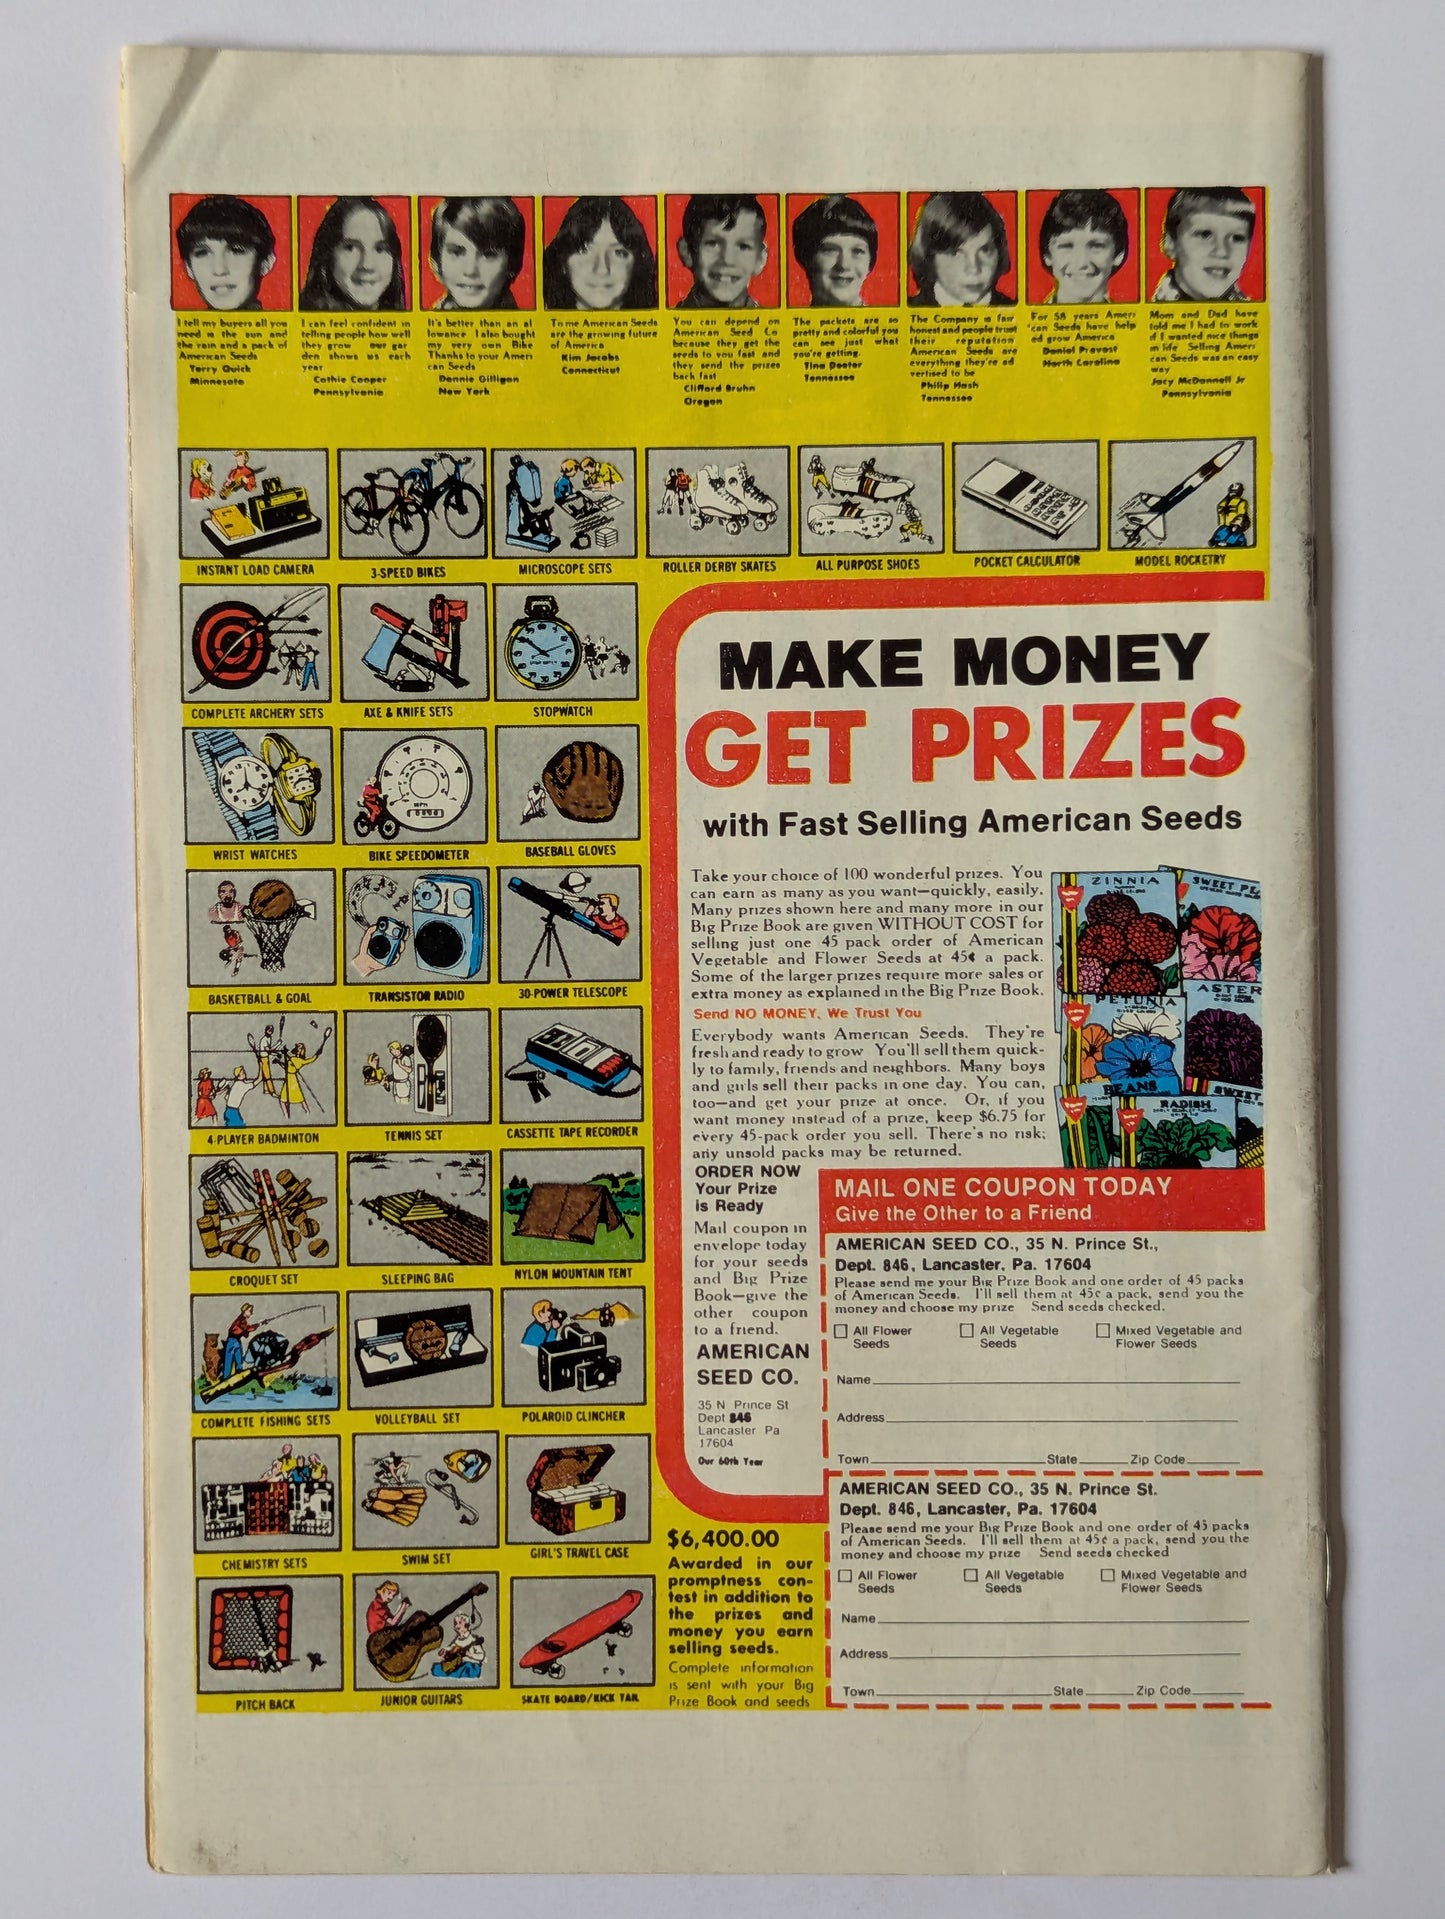 I tell my buyers all you
need is the sun and
the rain and a pack of
American Seeds
Terry Quick
Minnesota
I can feel confident in
telling people how well
they grow our gar
den shows us each
year
Cathie Cooper
Pennsylvania
It's better than an al
lowance I also bought
my very own Bike
Thanks to your Ameri
can Seeds
Donnie Gilligan
New York
To me American Seeds
are the growing future
of America
Kim Jacobs
Connecticut
You can depend on
American Seed Co
because they get the
seeds to you fast and
they send the prizes
back fast
Clifford Bruhn
Oregon
The packets are so
pretty and colorful you
can see just what
you're getting.
Tina Deeter
Tennessee
The Company is fair
honest and people trust
their reputation
American Seeds are
everything they're ad
vertised to be
Philip Hash
Tennessee
For 58 years Ameri
can Seeds have help
ed grow America
Daniel Provost
North Carolina
Mom and Dad have
told me I had to work
if I wanted nice things
in life Selling Ameri
can Seeds was an easy
way
Jacy McDannell Jr
Pennsylvania
INSTANT LOAD CAMERA
3-SPEED BIKES
MICROSCOPE SETS
ROLLER DERBY SKATES
ALL PURPOSE SHOES
POCKET CALCULATOR
MODEL ROCKETRY
COMPLETE ARCHERY SETS
AXE & KNIFE SETS
STOPWATCH
WRIST WATCHES
BIKE SPEEDOMETER
BASEBALL GLOVES
BASKETBALL & GOAL
TRANSISTOR RADIO
30-POWER TELESCOPE
4-PLAYER BADMINTON
TENNIS SET
CASSETTE TAPE RECORDER
CROQUET SET
SLEEPING BAG
NYLON MOUNTAIN TENT
COMPLETE FISHING SETS
VOLLEYBALL SET
POLAROID CLINCHER
CHEMISTRY SETS
SWIM SET
GIRL'S TRAVEL CASE
PITCH BACK
JUNIOR GUITARS
SKATE BOARD/KICK TAIL
MAKE MONEY
GET PRIZES
with Fast Selling American Seeds
Take your choice of 100 wonderful prizes. You
can earn as many as you want—quickly, easily.
Many prizes shown here and many more in our
Big Prize Book are given WITHOUT COST for
selling just one 45 pack order of American
Vegetable and Flower Seeds at 45¢ a pack.
Some of the larger prizes require more sales or
extra money as explained in the Big Prize Book.
Send NO MONEY, We Trust You
Everybody wants American Seeds. They're
fresh and ready to grow You'll sell them quick-
ly to family, friends and neighbors. Many boys
and girls sell their packs in one day. You can,
too—and get your prize at once. Or, if you
want money instead of a prize, keep $6.75 for
every 45-pack order you sell. There's no risk;
any unsold packs may be returned.
ZINNIA
SWEET PE
PETUNIA
ASTER
BEANS
RADISH
SWEET
ORDER NOW
Your Prize
is Ready
Mail coupon in
envelope today
for your seeds
and Big Prize
Book—give the
other coupon
to a friend.
AMERICAN
SEED CO.
35 N Prince St
Dept 846
Lancaster Pa
17604
Our 60th Year
MAIL ONE COUPON TODAY
Give the Other to a Friend
AMERICAN SEED CO., 35 N. Prince St.,
Dept. 846, Lancaster, Pa. 17604
Please send me your Big Prize Book and one order of 45 packs
of American Seeds. I'll sell them at 45¢ a pack, send you the
money and choose my prize Send seeds checked.
All Flower
Seeds
All Vegetable
Seeds
Mixed Vegetable and
Flower Seeds
Name
Address
Town State Zip Code
AMERICAN SEED CO., 35 N. Prince St.
Dept. 846, Lancaster, Pa. 17604
Please send me your Big Prize Book and one order of 45 packs
of American Seeds. I'll sell them at 45¢ a pack, send you the
money and choose my prize Send seeds checked
All Flower
Seeds
All Vegetable
Seeds
Mixed Vegetable and
Flower Seeds
Name
Address
Town State Zip Code
$6,400.00
Awarded in our
promptness con-
test in addition to
the prizes and
money you earn
selling seeds.
Complete information
is sent with your Big
Prize Book and seeds